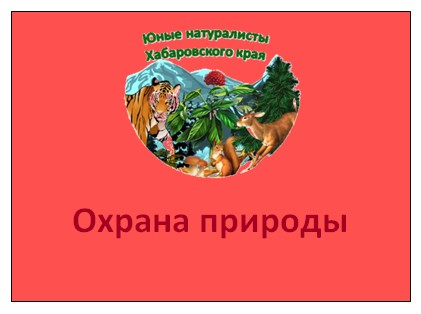 Юные натуралисты
Хабаровского края
Охрана природы